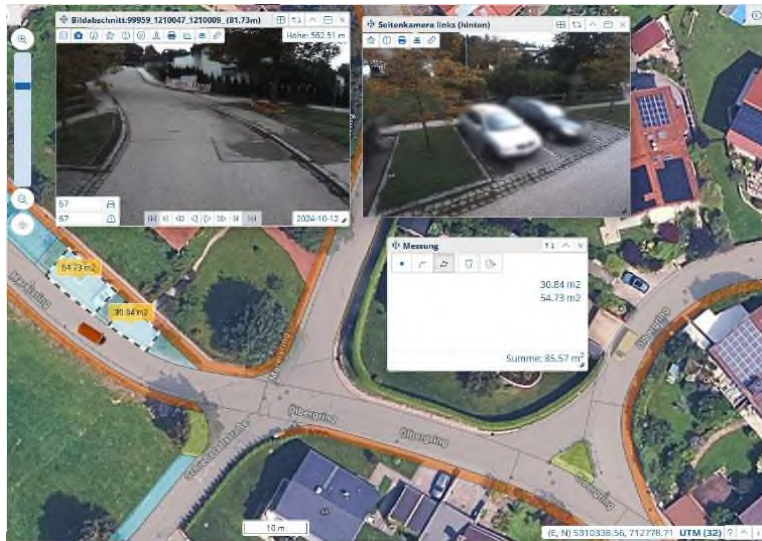 Bildabschnitt:99959_1210047_1210009_ (81.73m)
Höhe: 562.51 m
67
67
2024-10-12
Seitenkamera links (hinten)
Messung
30.84 m2
54.73 m2
Summe: 85.57 m²
54.73 m2
30.84 m2
Ölbergring
Ölbergring
Ölbergring
10 m
(E, N) 5310338.56, 712778.71 UTM (32) ?